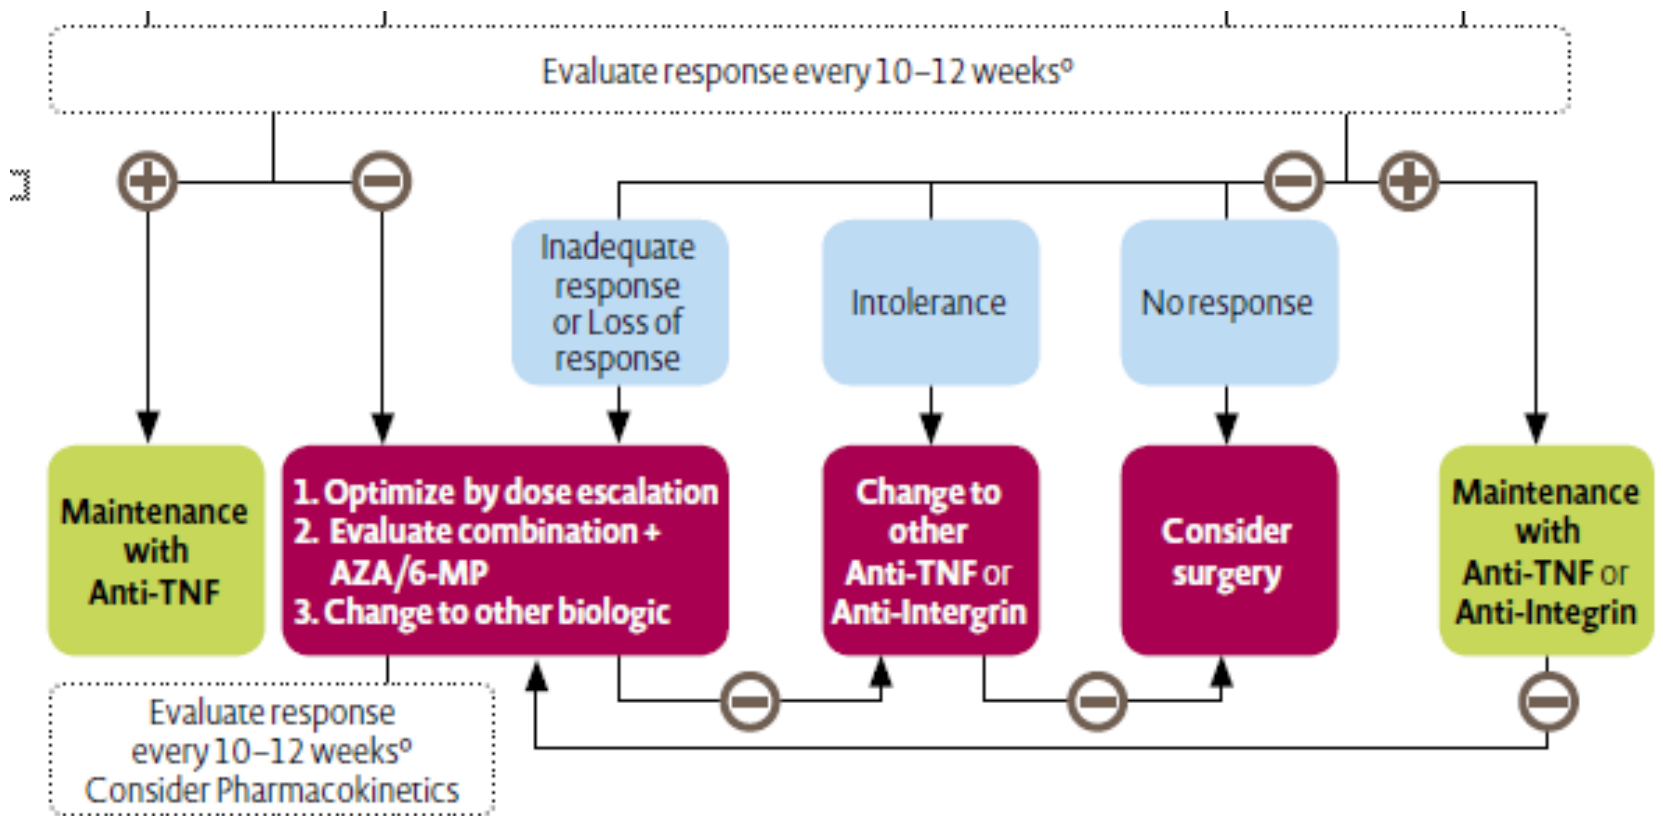 Evaluate response every 10–12 weeksº
Inadequate
response
or Loss of
response
Intolerance
No response
Maintenance
with
Anti-TNF
1. Optimize by dose escalation
2. Evaluate combination +
AZA/6-MP
3. Change to other biologic
Change to
other
Anti-TNF or
Anti-Intergrin
Consider
surgery
Maintenance
with
Anti-TNF or
Anti-Integrin
Evaluate response
every 10–12 weeksº
Consider Pharmacokinetics